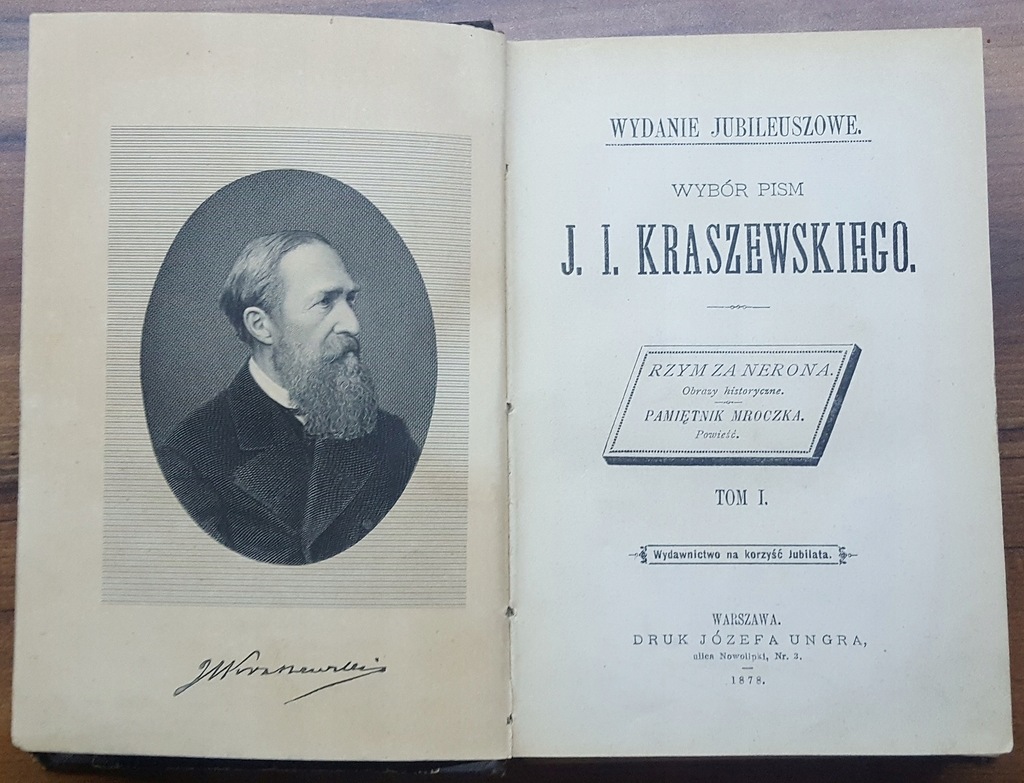 JIKraszewski
WYDANIE JUBILEUSZOWE.
WYBÓR PISM
J. I. KRASZEWSKIEGO.
RZYM ZA NERONA.
Obrazy historyczne.
PAMIĘTNIK MROCZKA.
Powieść.
TOM I.
Wydawnictwo na korzyść Jubilata.
WARSZAWA.
DRUK JÓZEFA UNGRA,
ulica Nowolipki, Nr. 3.
1878.